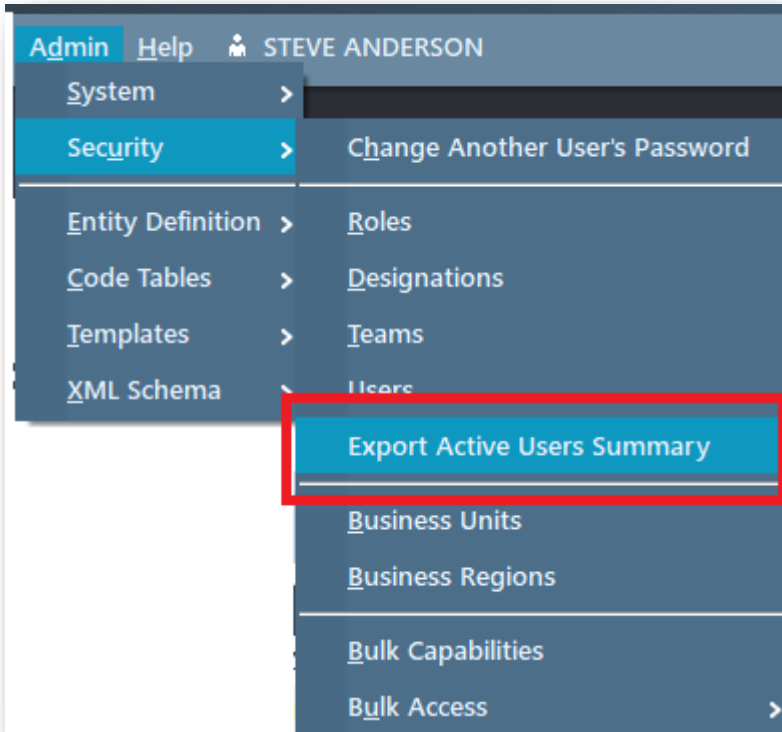 Admin Help STEVE ANDERSON
System
Security
Entity Definition
Code Tables
Templates
XML Schema
Change Another User's Password
Roles
Designations
Teams
Users
Export Active Users Summary
Business Units
Business Regions
Bulk Capabilities
Bulk Access